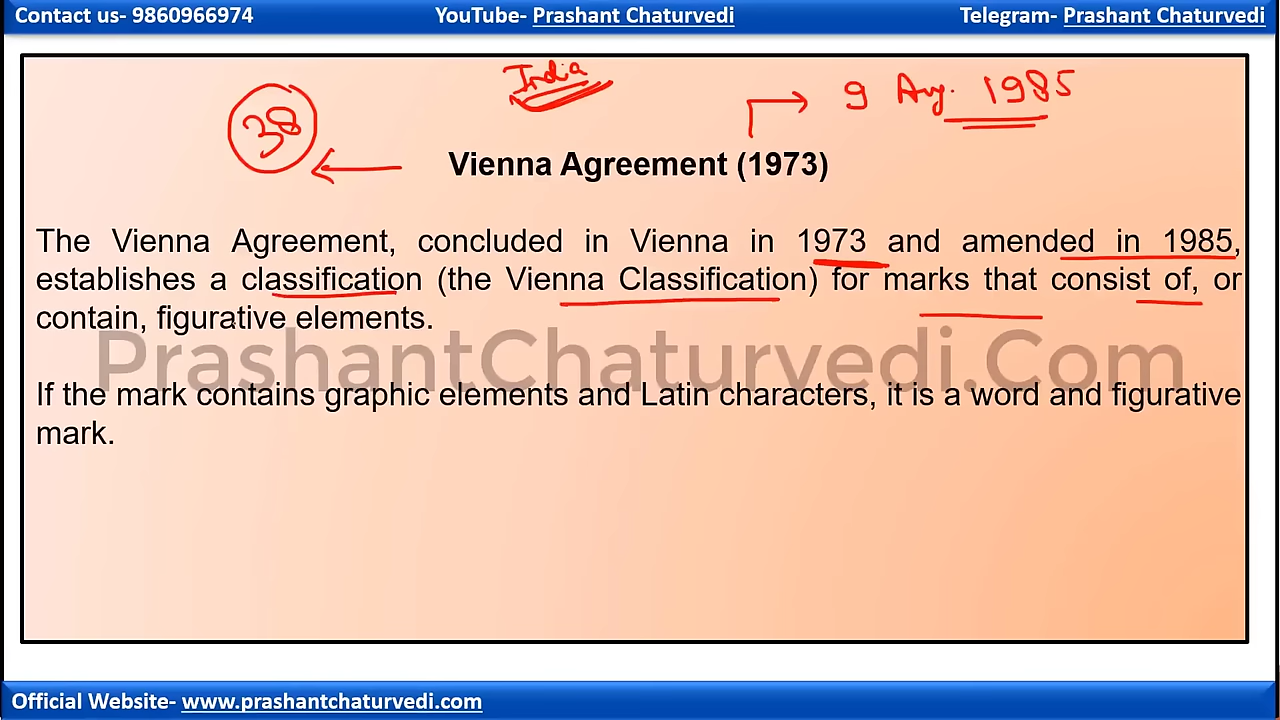 Contact us- 9860966974 YouTube- Prashant Chaturvedi Telegram- Prashant Chaturvedi
India
38
9 Aug. 1985
Vienna Agreement (1973)
The Vienna Agreement, concluded in Vienna in 1973 and amended in 1985,
establishes a classification (the Vienna Classification) for marks that consist of, or
contain, figurative elements.
PrashantChaturvedi.Com
If the mark contains graphic elements and Latin characters, it is a word and figurative
mark.
Official Website- www.prashantchaturvedi.com